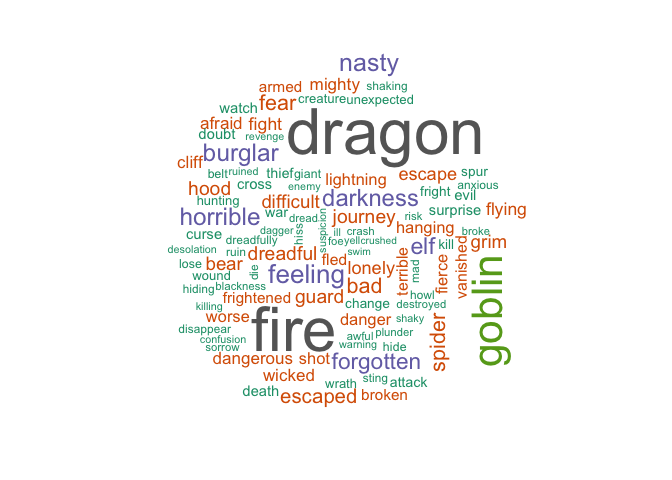 nasty
armed mighty shaking
fear creature unexpected
watch
dragon
afraid fight
doubt revenge
burglar
cliff
belt ruined thief giant lightning escape spur
hood cross enemy darkness fright anxious
hunting difficult evil
horrible war dread journey risk surprise flying
curse dagger hiss suspicion ill crash hanging broke
dreadfully foe yell crushed elf kill grim
desolation ruin dreadful fled swim
lose bear die feeling lonely terrible mad fierce vanished goblin
wound
hiding blackness guard bad howl
frightened change destroyed
killing
worse fire danger shaky spider
disappear plunder
confusion awful hide
sorrow warning
dangerous shot forgotten
wicked sting attack
wrath
death escaped broken